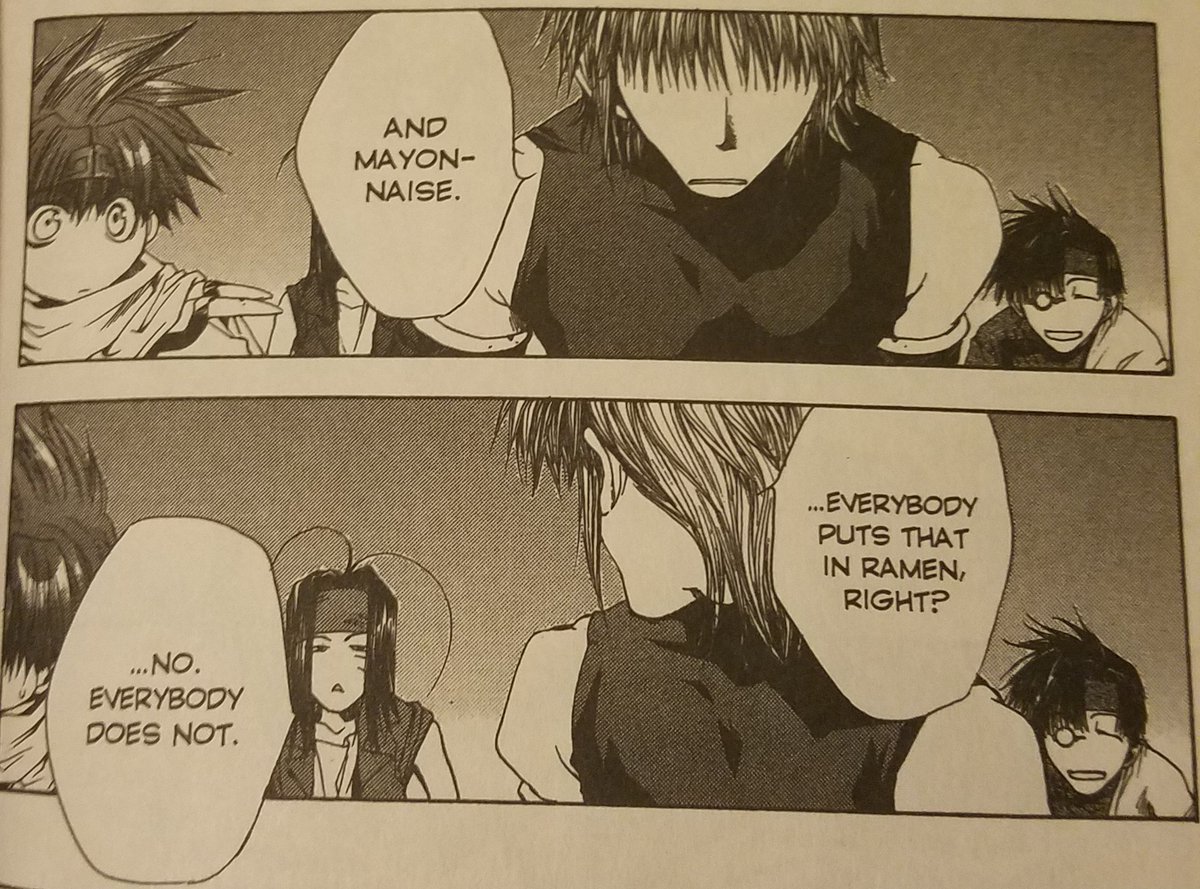 AND
MAYON-
NAISE.
...EVERYBODY
PUTS THAT
IN RAMEN,
RIGHT?
...NO.
EVERYBODY
DOES NOT.